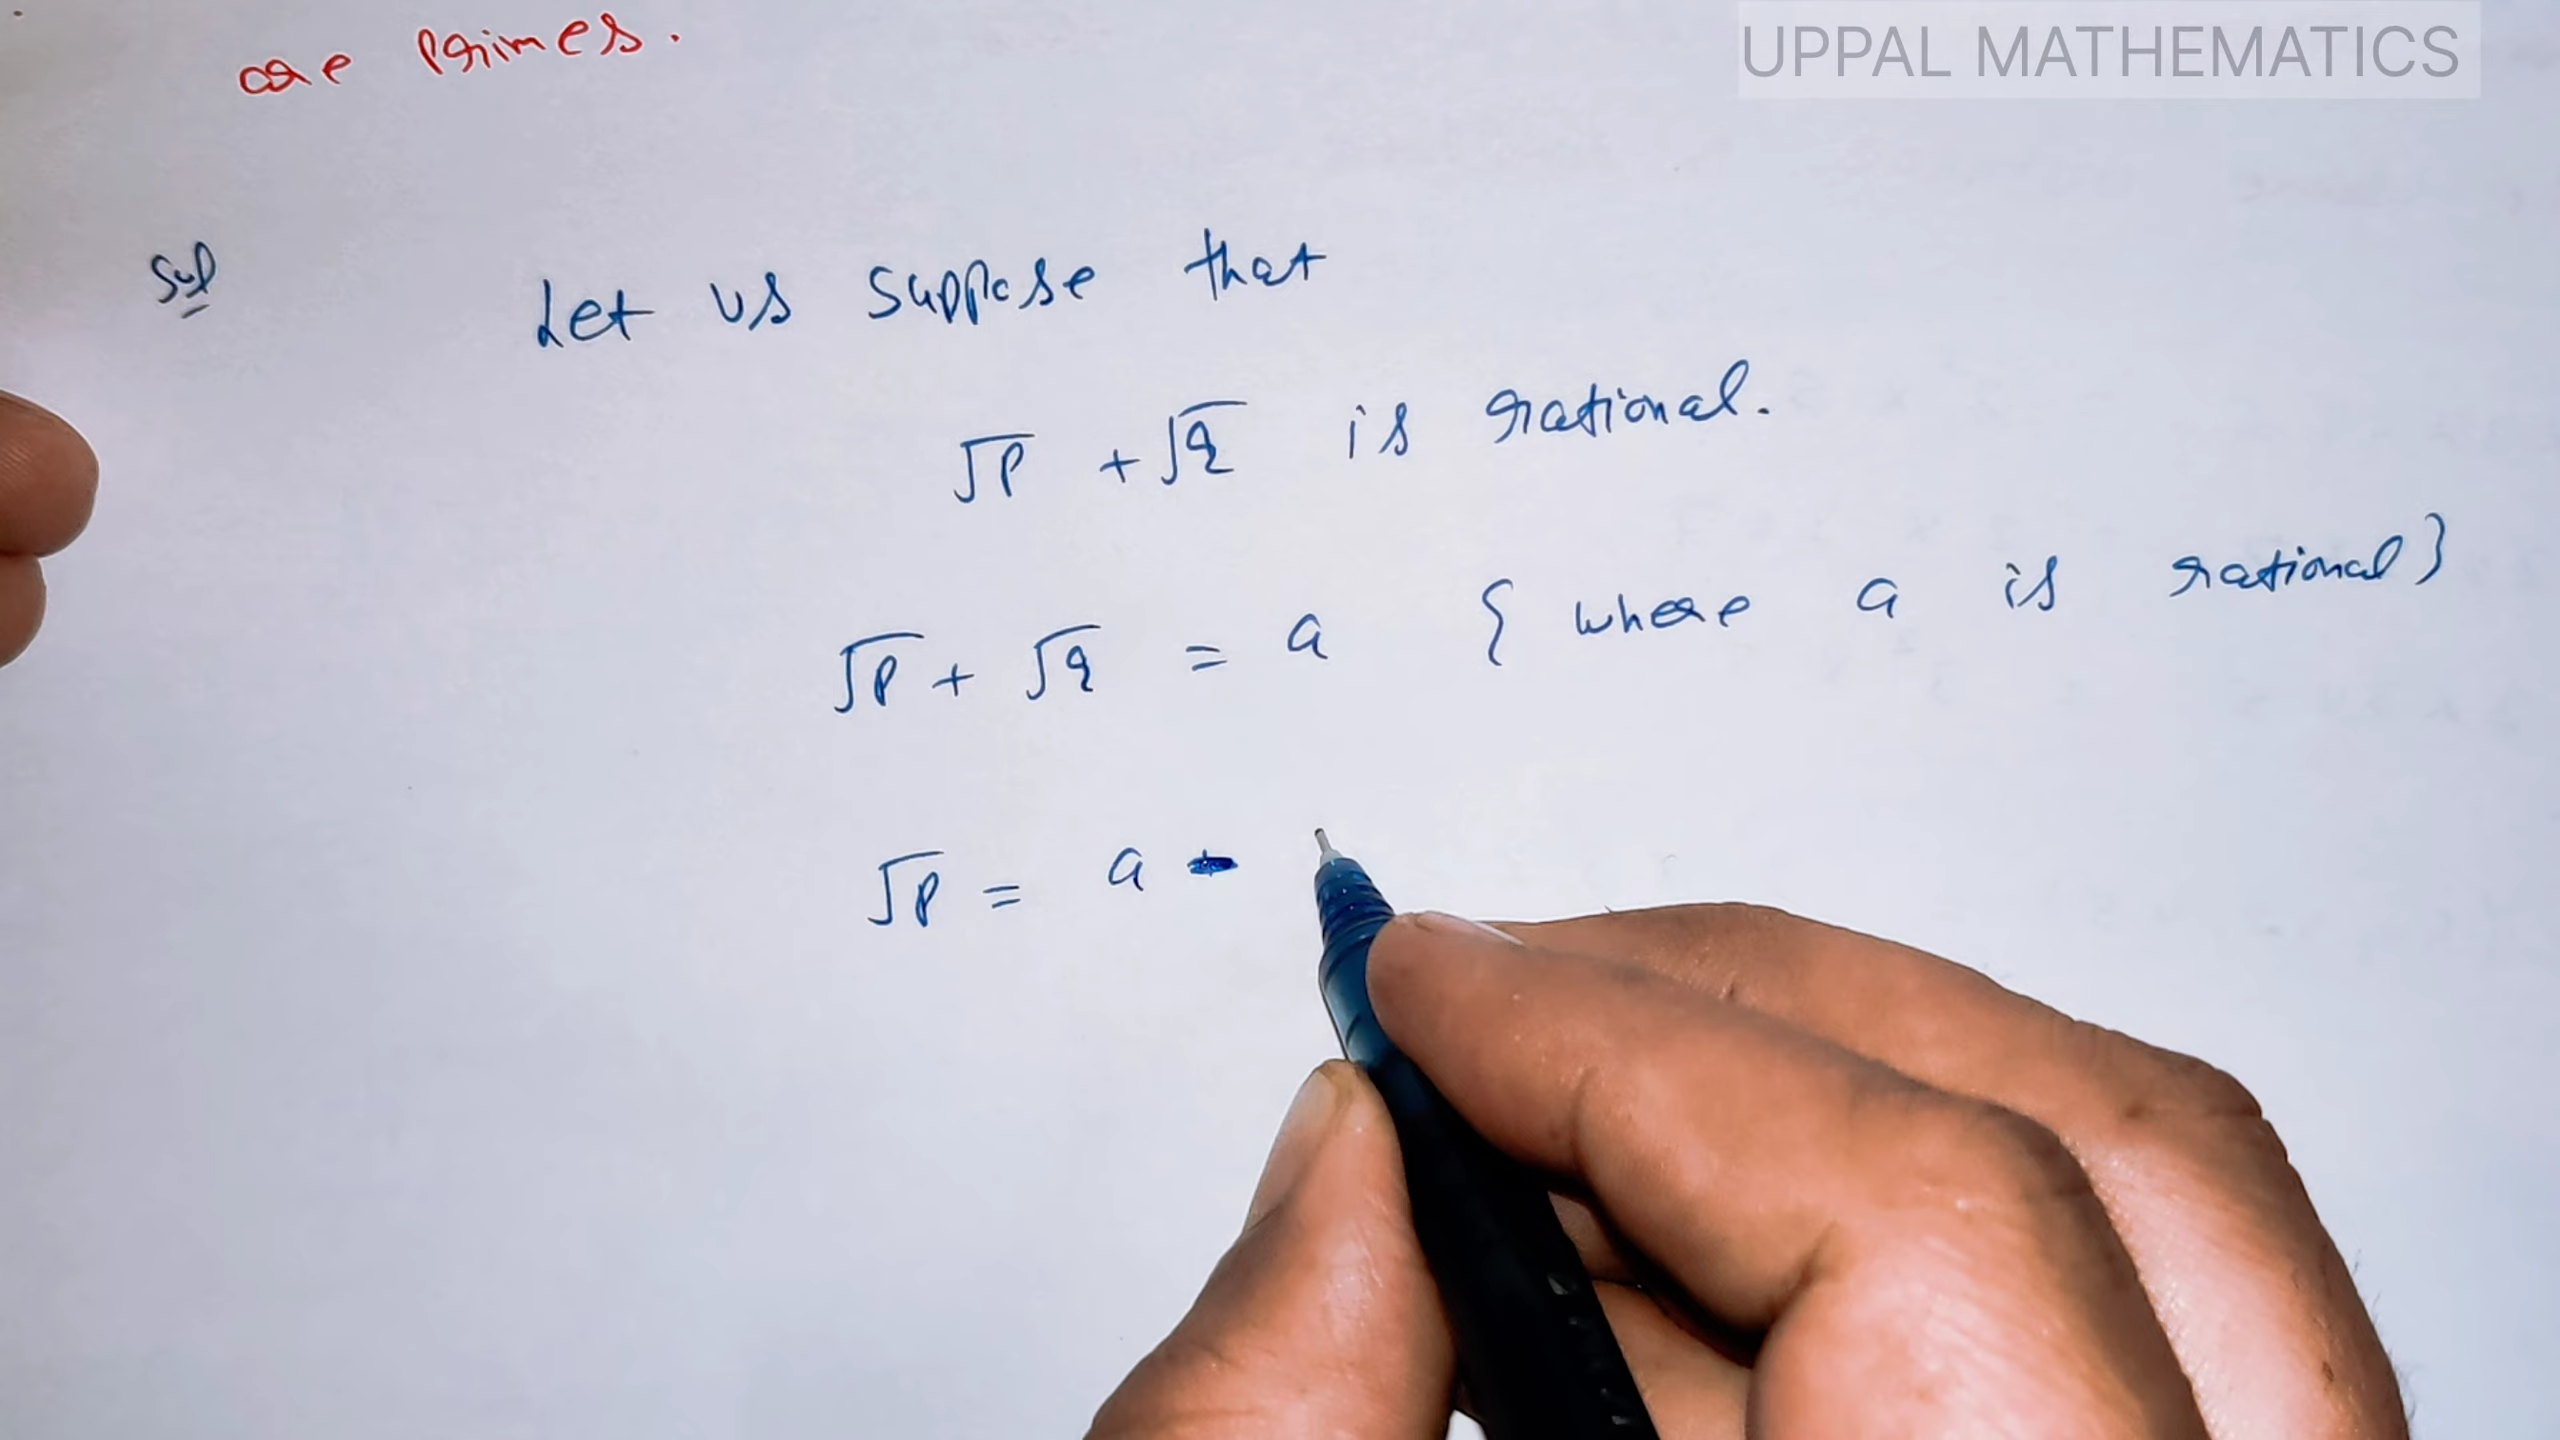 are primes.
UPPAL MATHEMATICS
Sol
Let us suppose that
√p + √q is rational.
√p + √q = a { where a is rational}
√p = a -